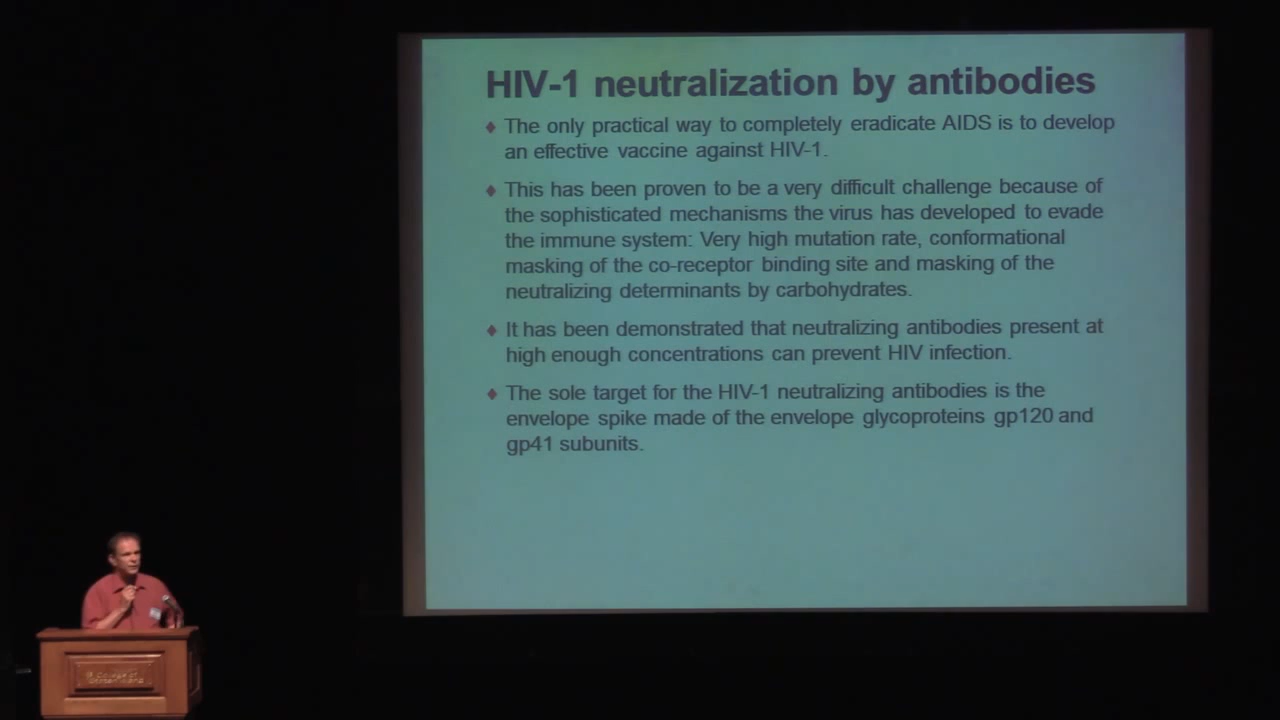 HIV-1 neutralization by antibodies
♦ The only practical way to completely eradicate AIDS is to develop
an effective vaccine against HIV-1.
♦ This has been proven to be a very difficult challenge because of
the sophisticated mechanisms the virus has developed to evade
the immune system: Very high mutation rate, conformational
masking of the co-receptor binding site and masking of the
neutralizing determinants by carbohydrates.
♦ It has been demonstrated that neutralizing antibodies present at
high enough concentrations can prevent HIV infection.
♦ The sole target for the HIV-1 neutralizing antibodies is the
envelope spike made of the envelope glycoproteins gp120 and
gp41 subunits.
College of